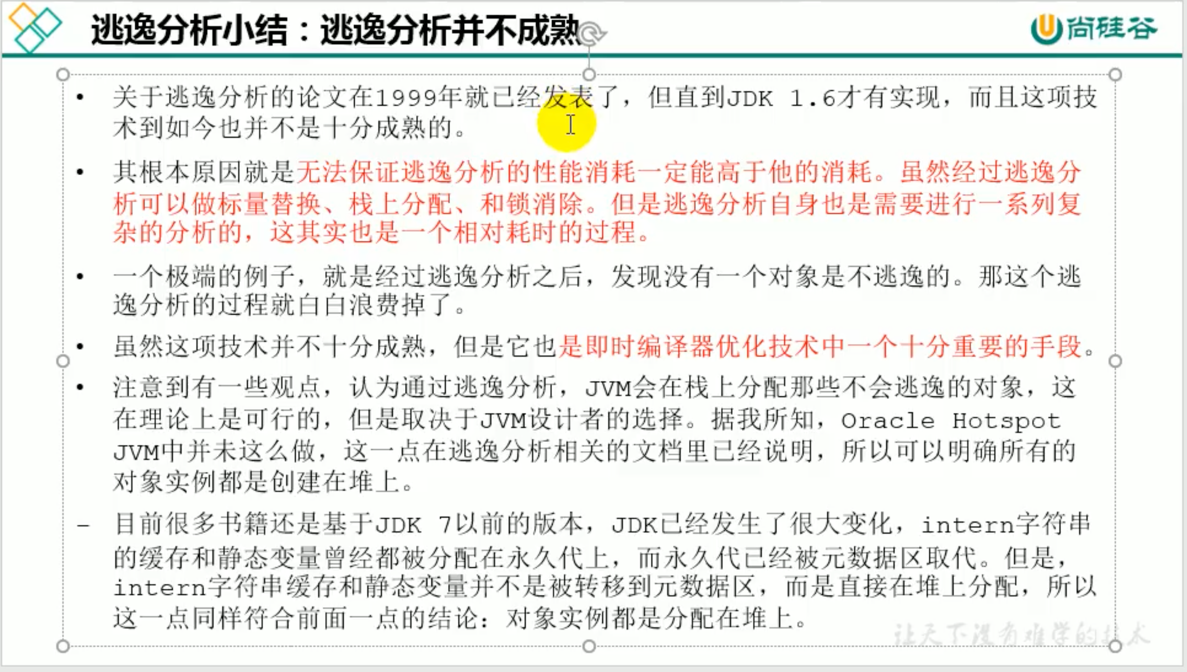 逃逸分析小结：逃逸分析并不成熟
尚硅谷
• 关于逃逸分析的论文在1999年就已经发表了，但直到JDK 1.6才有实现，而且这项技
术到如今也并不是十分成熟的。
• 其根本原因就是无法保证逃逸分析的性能消耗一定能高于他的消耗。虽然经过逃逸分
析可以做标量替换、栈上分配、和锁消除。但是逃逸分析自身也是需要进行一系列复
杂的分析的，这其实也是一个相对耗时的过程。
• 一个极端的例子，就是经过逃逸分析之后，发现没有一个对象是不逃逸的。那这个逃
逸分析的过程就白白浪费掉了。
• 虽然这项技术并不十分成熟，但是它也是即时编译器优化技术中一个十分重要的手段。
• 注意到有一些观点，认为通过逃逸分析，JVM会在栈上分配那些不会逃逸的对象，这
在理论上是可行的，但是取决于JVM设计者的选择。据我所知，Oracle Hotspot
JVM中并未这么做，这一点在逃逸分析相关的文档里已经说明，所以可以明确所有的
对象实例都是创建在堆上。
– 目前很多书籍还是基于JDK 7以前的版本，JDK已经发生了很大变化，intern字符串
的缓存和静态变量曾经都被分配在永久代上，而永久代已经被元数据区取代。但是，
intern字符串缓存和静态变量并不是被转移到元数据区，而是直接在堆上分配，所以
这一点同样符合前面一点的结论：对象实例都是分配在堆上。
让天下没有难学的技术